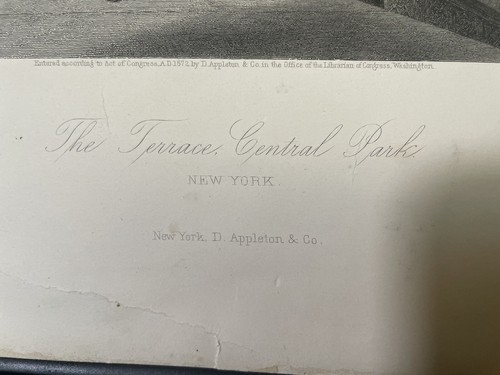 Entered according to Act of Congress, A.D. 1872, by D. Appleton & Co. in the Office of the Librarian of Congress, Washington.
The Terrace. Central Park.
NEW YORK.
New York, D. Appleton & Co.